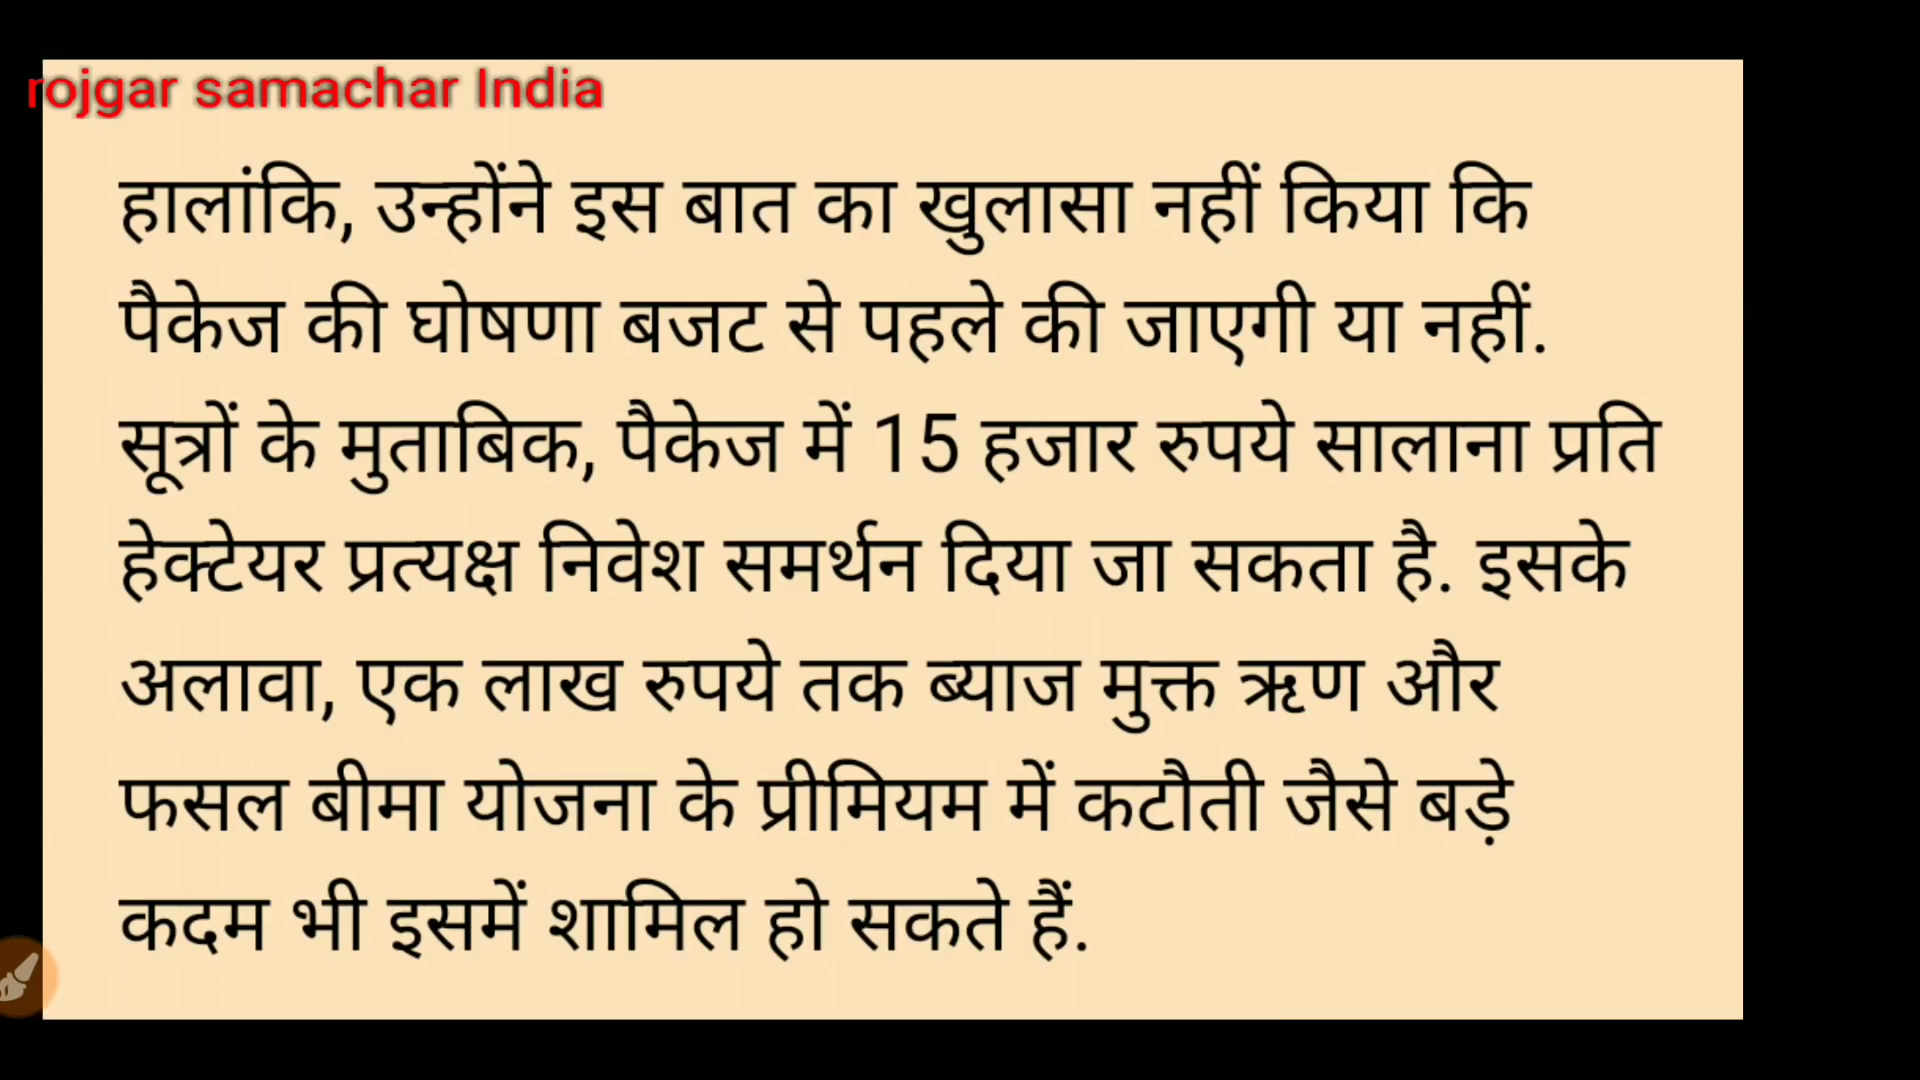 rojgar samachar India
हालांकि, उन्होंने इस बात का खुलासा नहीं किया कि
पैकेज की घोषणा बजट से पहले की जाएगी या नहीं.
सूत्रों के मुताबिक, पैकेज में 15 हजार रुपये सालाना प्रति
हेक्टेयर प्रत्यक्ष निवेश समर्थन दिया जा सकता है. इसके
अलावा, एक लाख रुपये तक ब्याज मुक्त ऋण और
फसल बीमा योजना के प्रीमियम में कटौती जैसे बड़े
कदम भी इसमें शामिल हो सकते हैं.